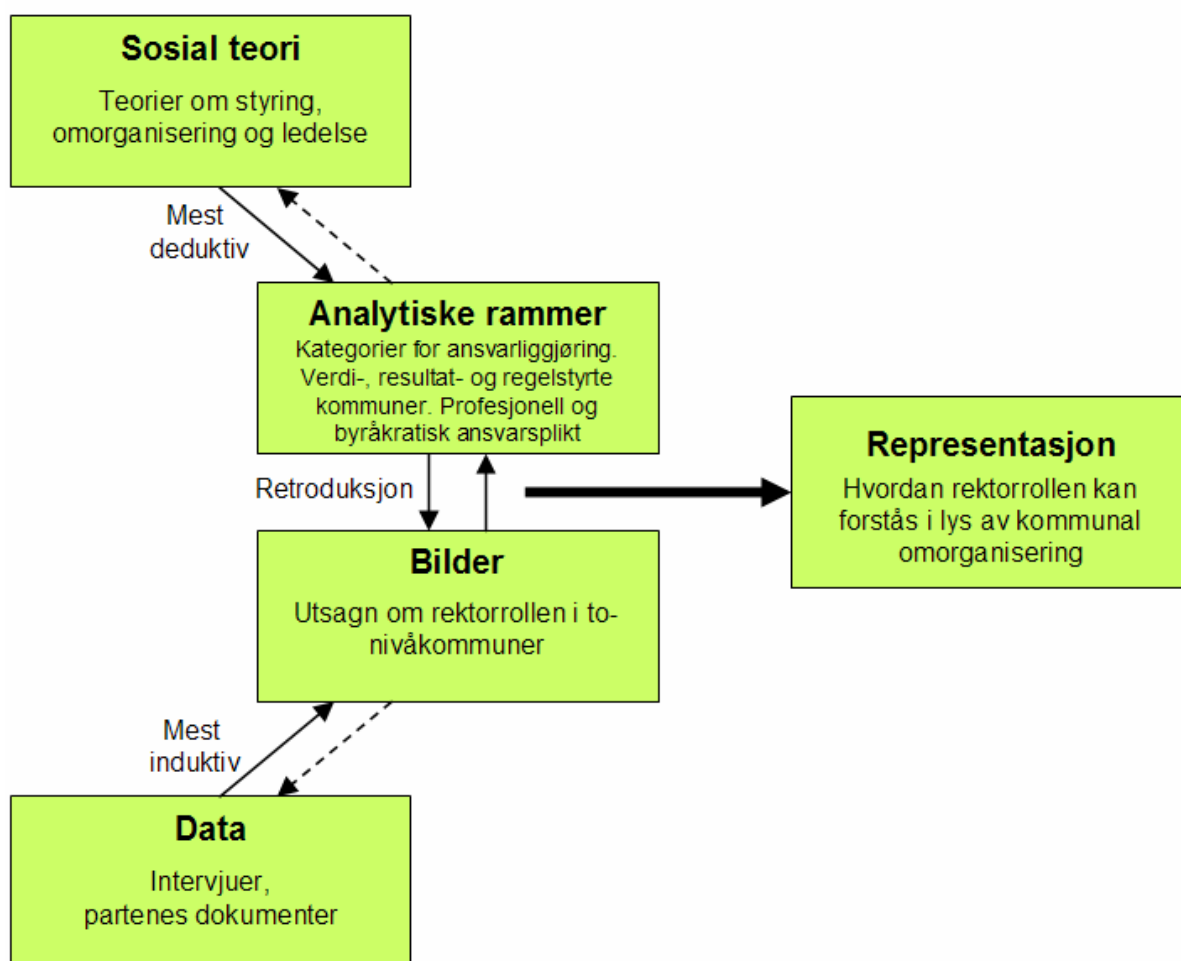 Sosial teori
Teorier om styring,
omorganisering og ledelse
Mest
deduktiv
Analytiske rammer
Kategorier for ansvarliggjøring.
Verdi-, resultat- og regelstyrte
kommuner. Profesjonell og
byråkratisk ansvarsplikt
Retroduksjon
Representasjon
Hvordan rektorrollen kan
forstås i lys av kommunal
omorganisering
Bilder
Utsagn om rektorrollen i to-
nivåkommuner
Mest
induktiv
Data
Intervjuer,
partenes dokumenter